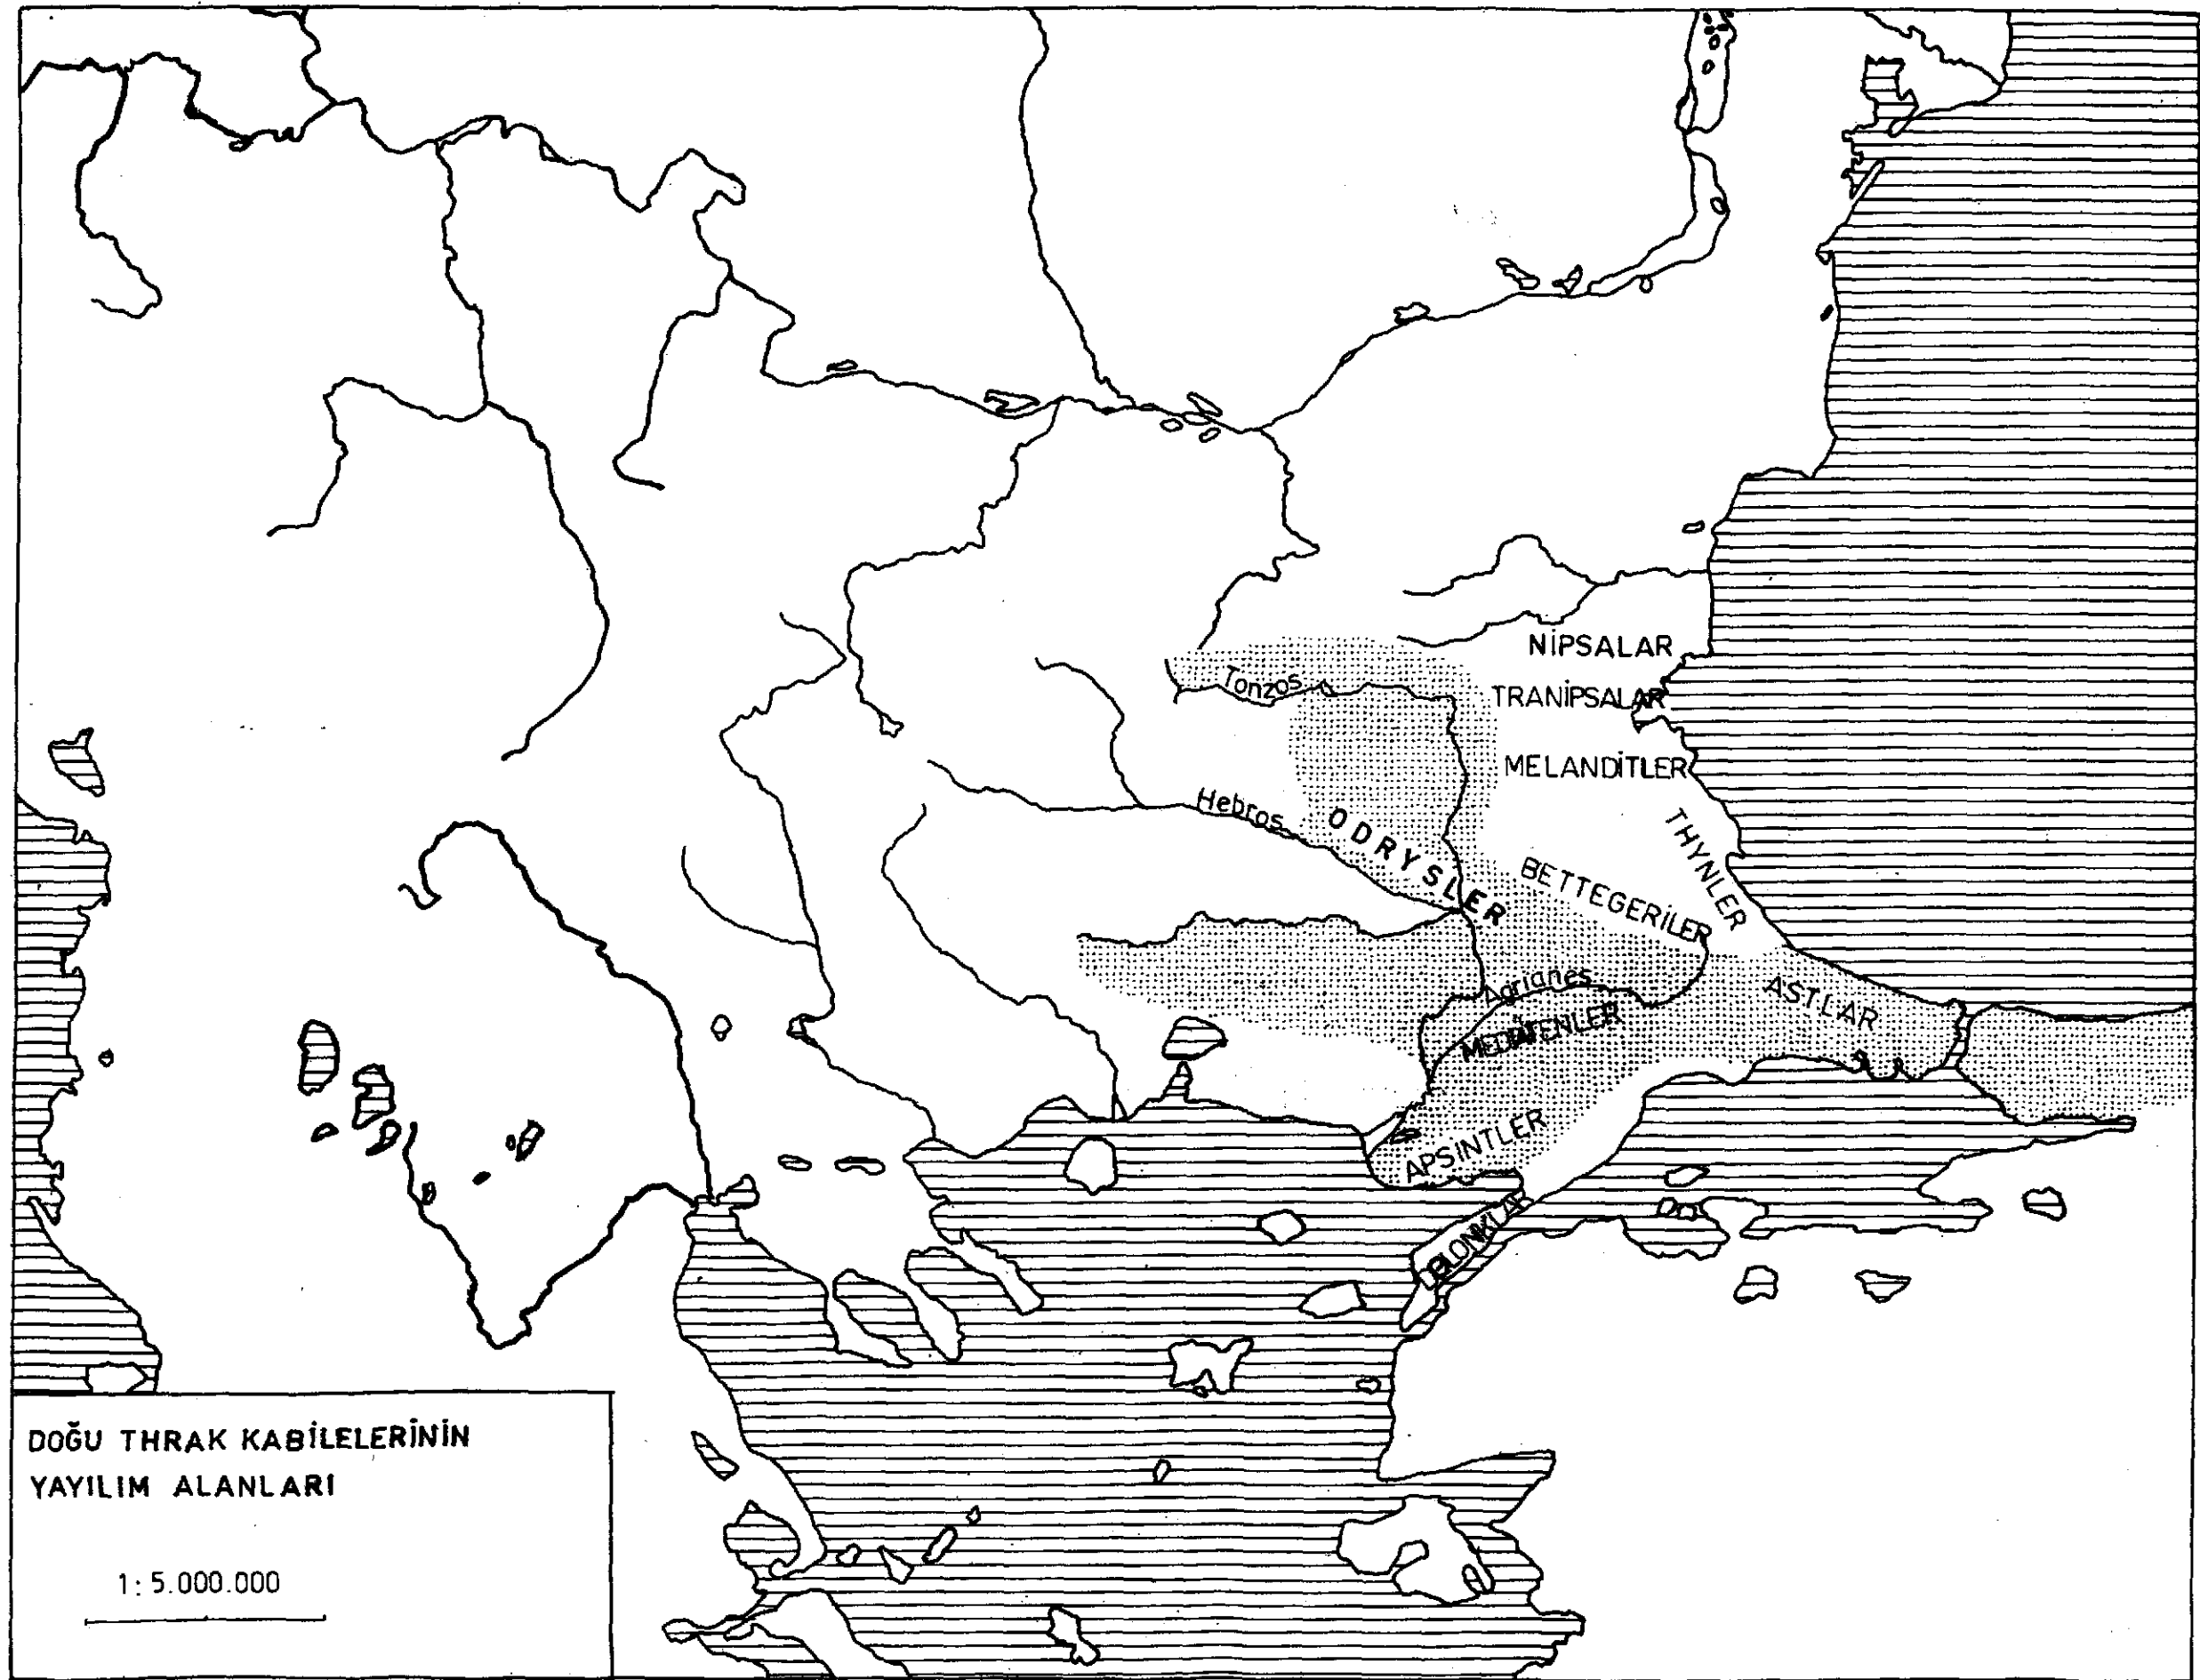 NİPSALAR
Tonzos
TRANİPSALAR
MELANDİTLER
Hebros
ODRYSLER
THYNLER
BETTEGERİLER
Agrianes
ASTLAR
APSİNTLER
DOĞU THRAK KABİLELERİNİN
YAYILIM ALANLARI
1:5.000.000